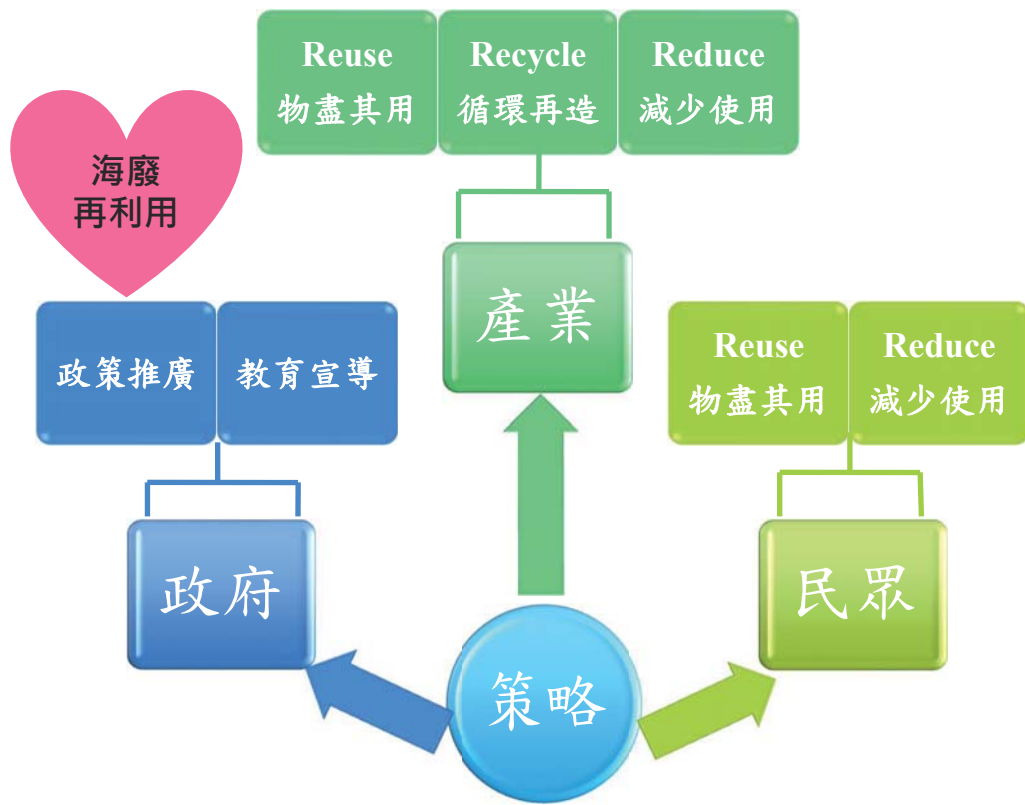 Reuse
物盡其用
Recycle
循環再造
Reduce
減少使用
海廢
再利用
產業
政策推廣
教育宣導
Reuse
物盡其用
Reduce
減少使用
政府
民眾
策略